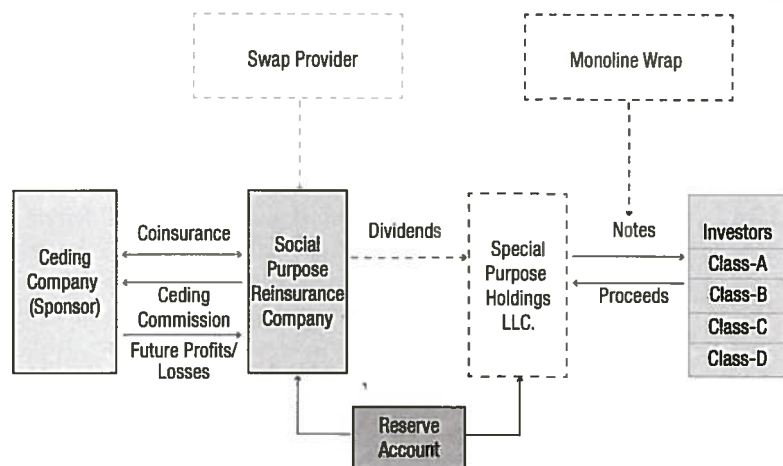 Swap Provider
Monoline Wrap
Ceding
Company
(Sponsor)
Coinsurance
Ceding
Commission
Future Profits/
Losses
Social
Purpose
Reinsurance
Company
Dividends
Special
Purpose
Holdings
LLC.
Notes
Proceeds
Investors
Class-A
Class-B
Class-C
Class-D
Reserve
Account